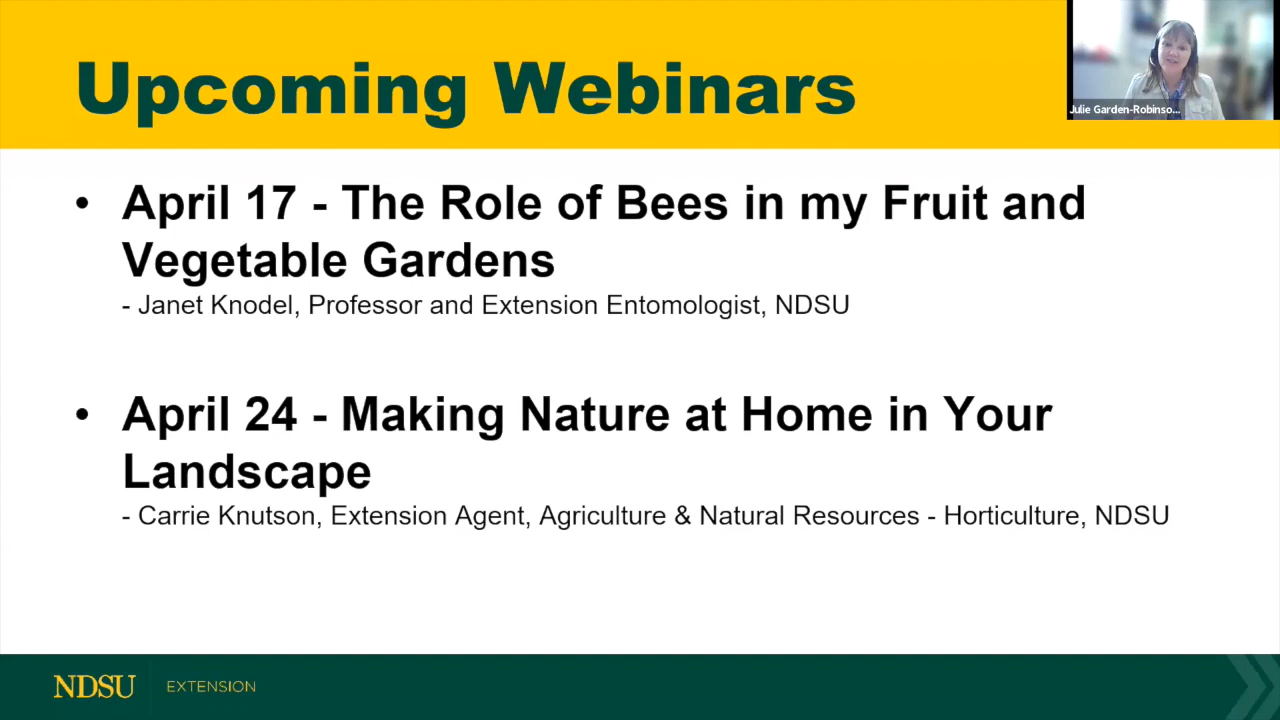 Upcoming Webinars
Julie Garden-Robinso...
• April 17 - The Role of Bees in my Fruit and
Vegetable Gardens
- Janet Knodel, Professor and Extension Entomologist, NDSU
• April 24 - Making Nature at Home in Your
Landscape
- Carrie Knutson, Extension Agent, Agriculture & Natural Resources - Horticulture, NDSU
NDSU EXTENSION